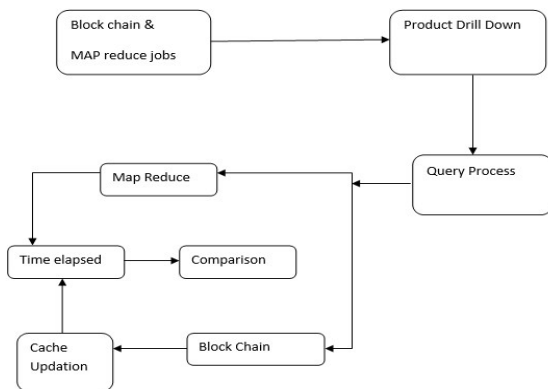 Block chain &
MAP reduce jobs
Product Drill Down
Query Process
Map Reduce
Time elapsed
Comparison
Block Chain
Cache
Updation